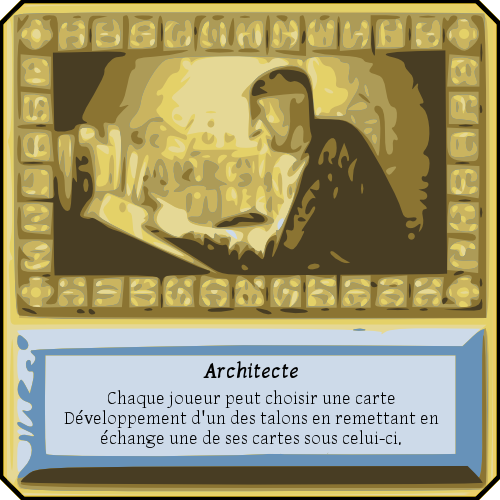 Architecte
Chaque joueur peut choisir une carte
Développement d'un des talons en remettant en
échange une de ses cartes sous celui-ci.